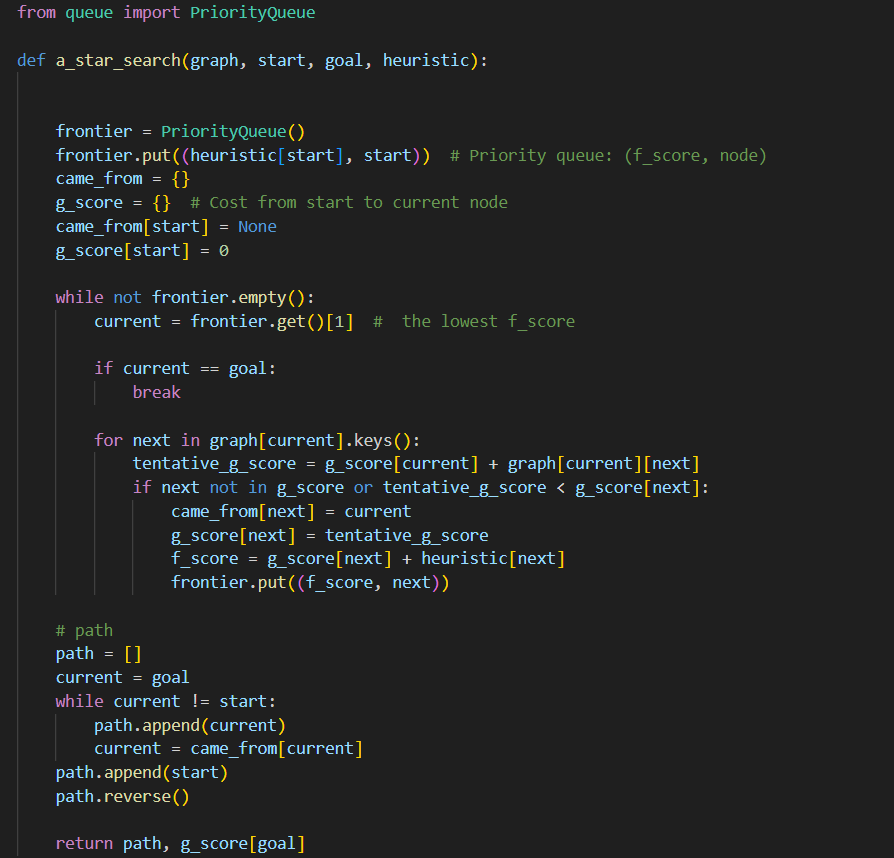 from queue import PriorityQueue
def a_star_search(graph, start, goal, heuristic):
    frontier = PriorityQueue()
    frontier.put((heuristic[start], start))  # Priority queue: (f_score, node)
    came_from = {}
    g_score = {}  # Cost from start to current node
    came_from[start] = None
    g_score[start] = 0
    while not frontier.empty():
        current = frontier.get()[1]  #  the lowest f_score
        if current == goal:
            break
        for next in graph[current].keys():
            tentative_g_score = g_score[current] + graph[current][next]
            if next not in g_score or tentative_g_score < g_score[next]:
                came_from[next] = current
                g_score[next] = tentative_g_score
                f_score = g_score[next] + heuristic[next]
                frontier.put((f_score, next))
    # path
    path = []
    current = goal
    while current != start:
        path.append(current)
        current = came_from[current]
    path.append(start)
    path.reverse()
    return path, g_score[goal]